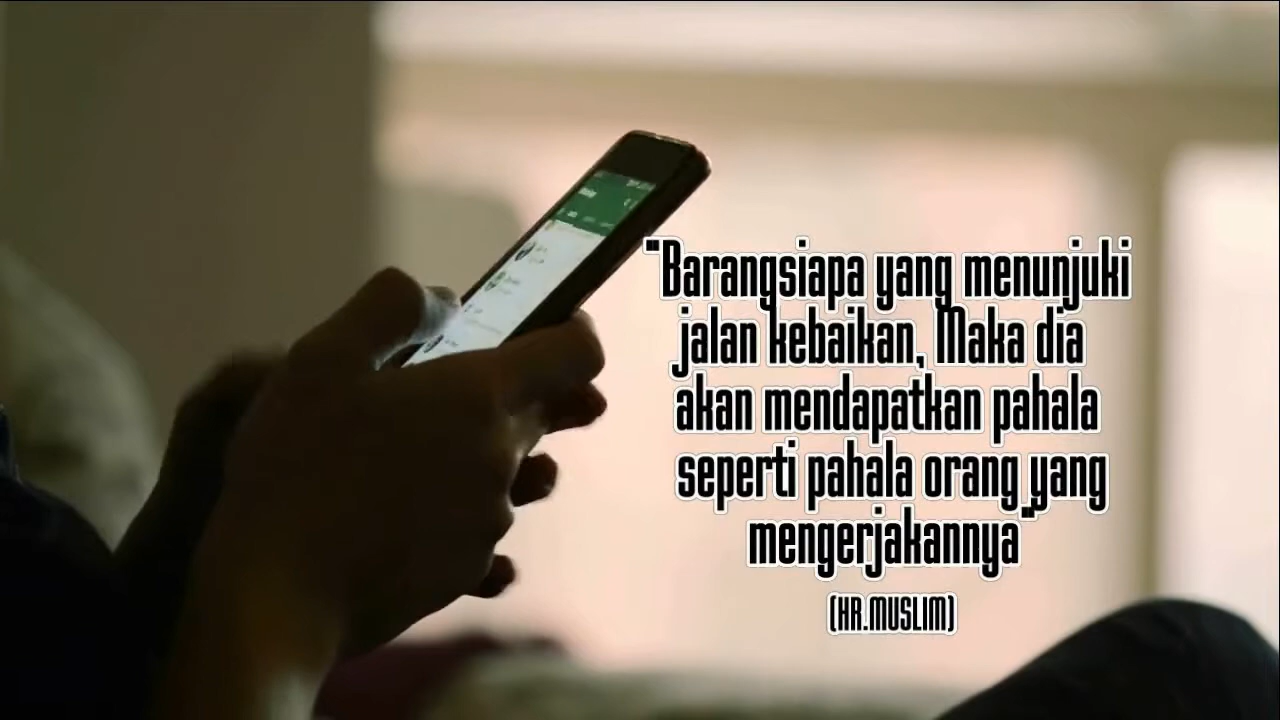 "Barangsiapa yang menunjuki
jalan kebaikan, Maka dia
akan mendapatkan pahala
seperti pahala orang yang
mengerjakannya"
(HR.MUSLIM)